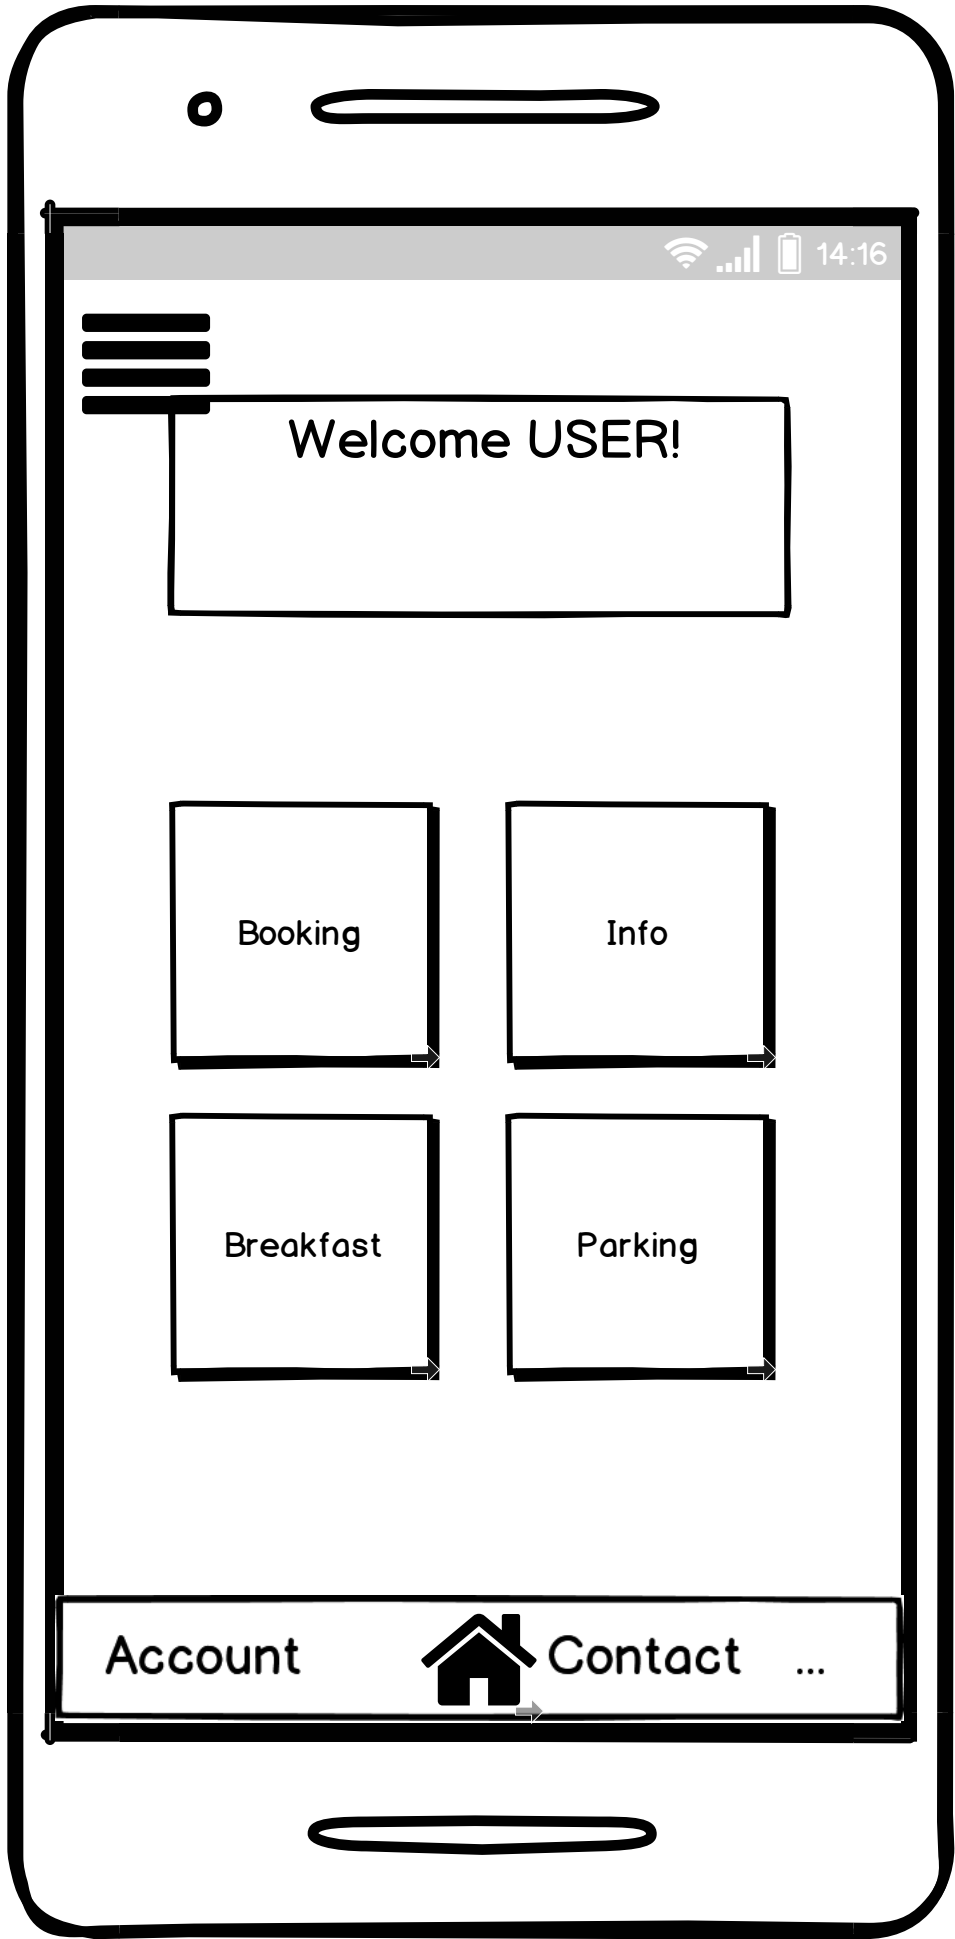 14:16
Welcome USER!
Booking
Info
Breakfast
Parking
Account
Contact
...